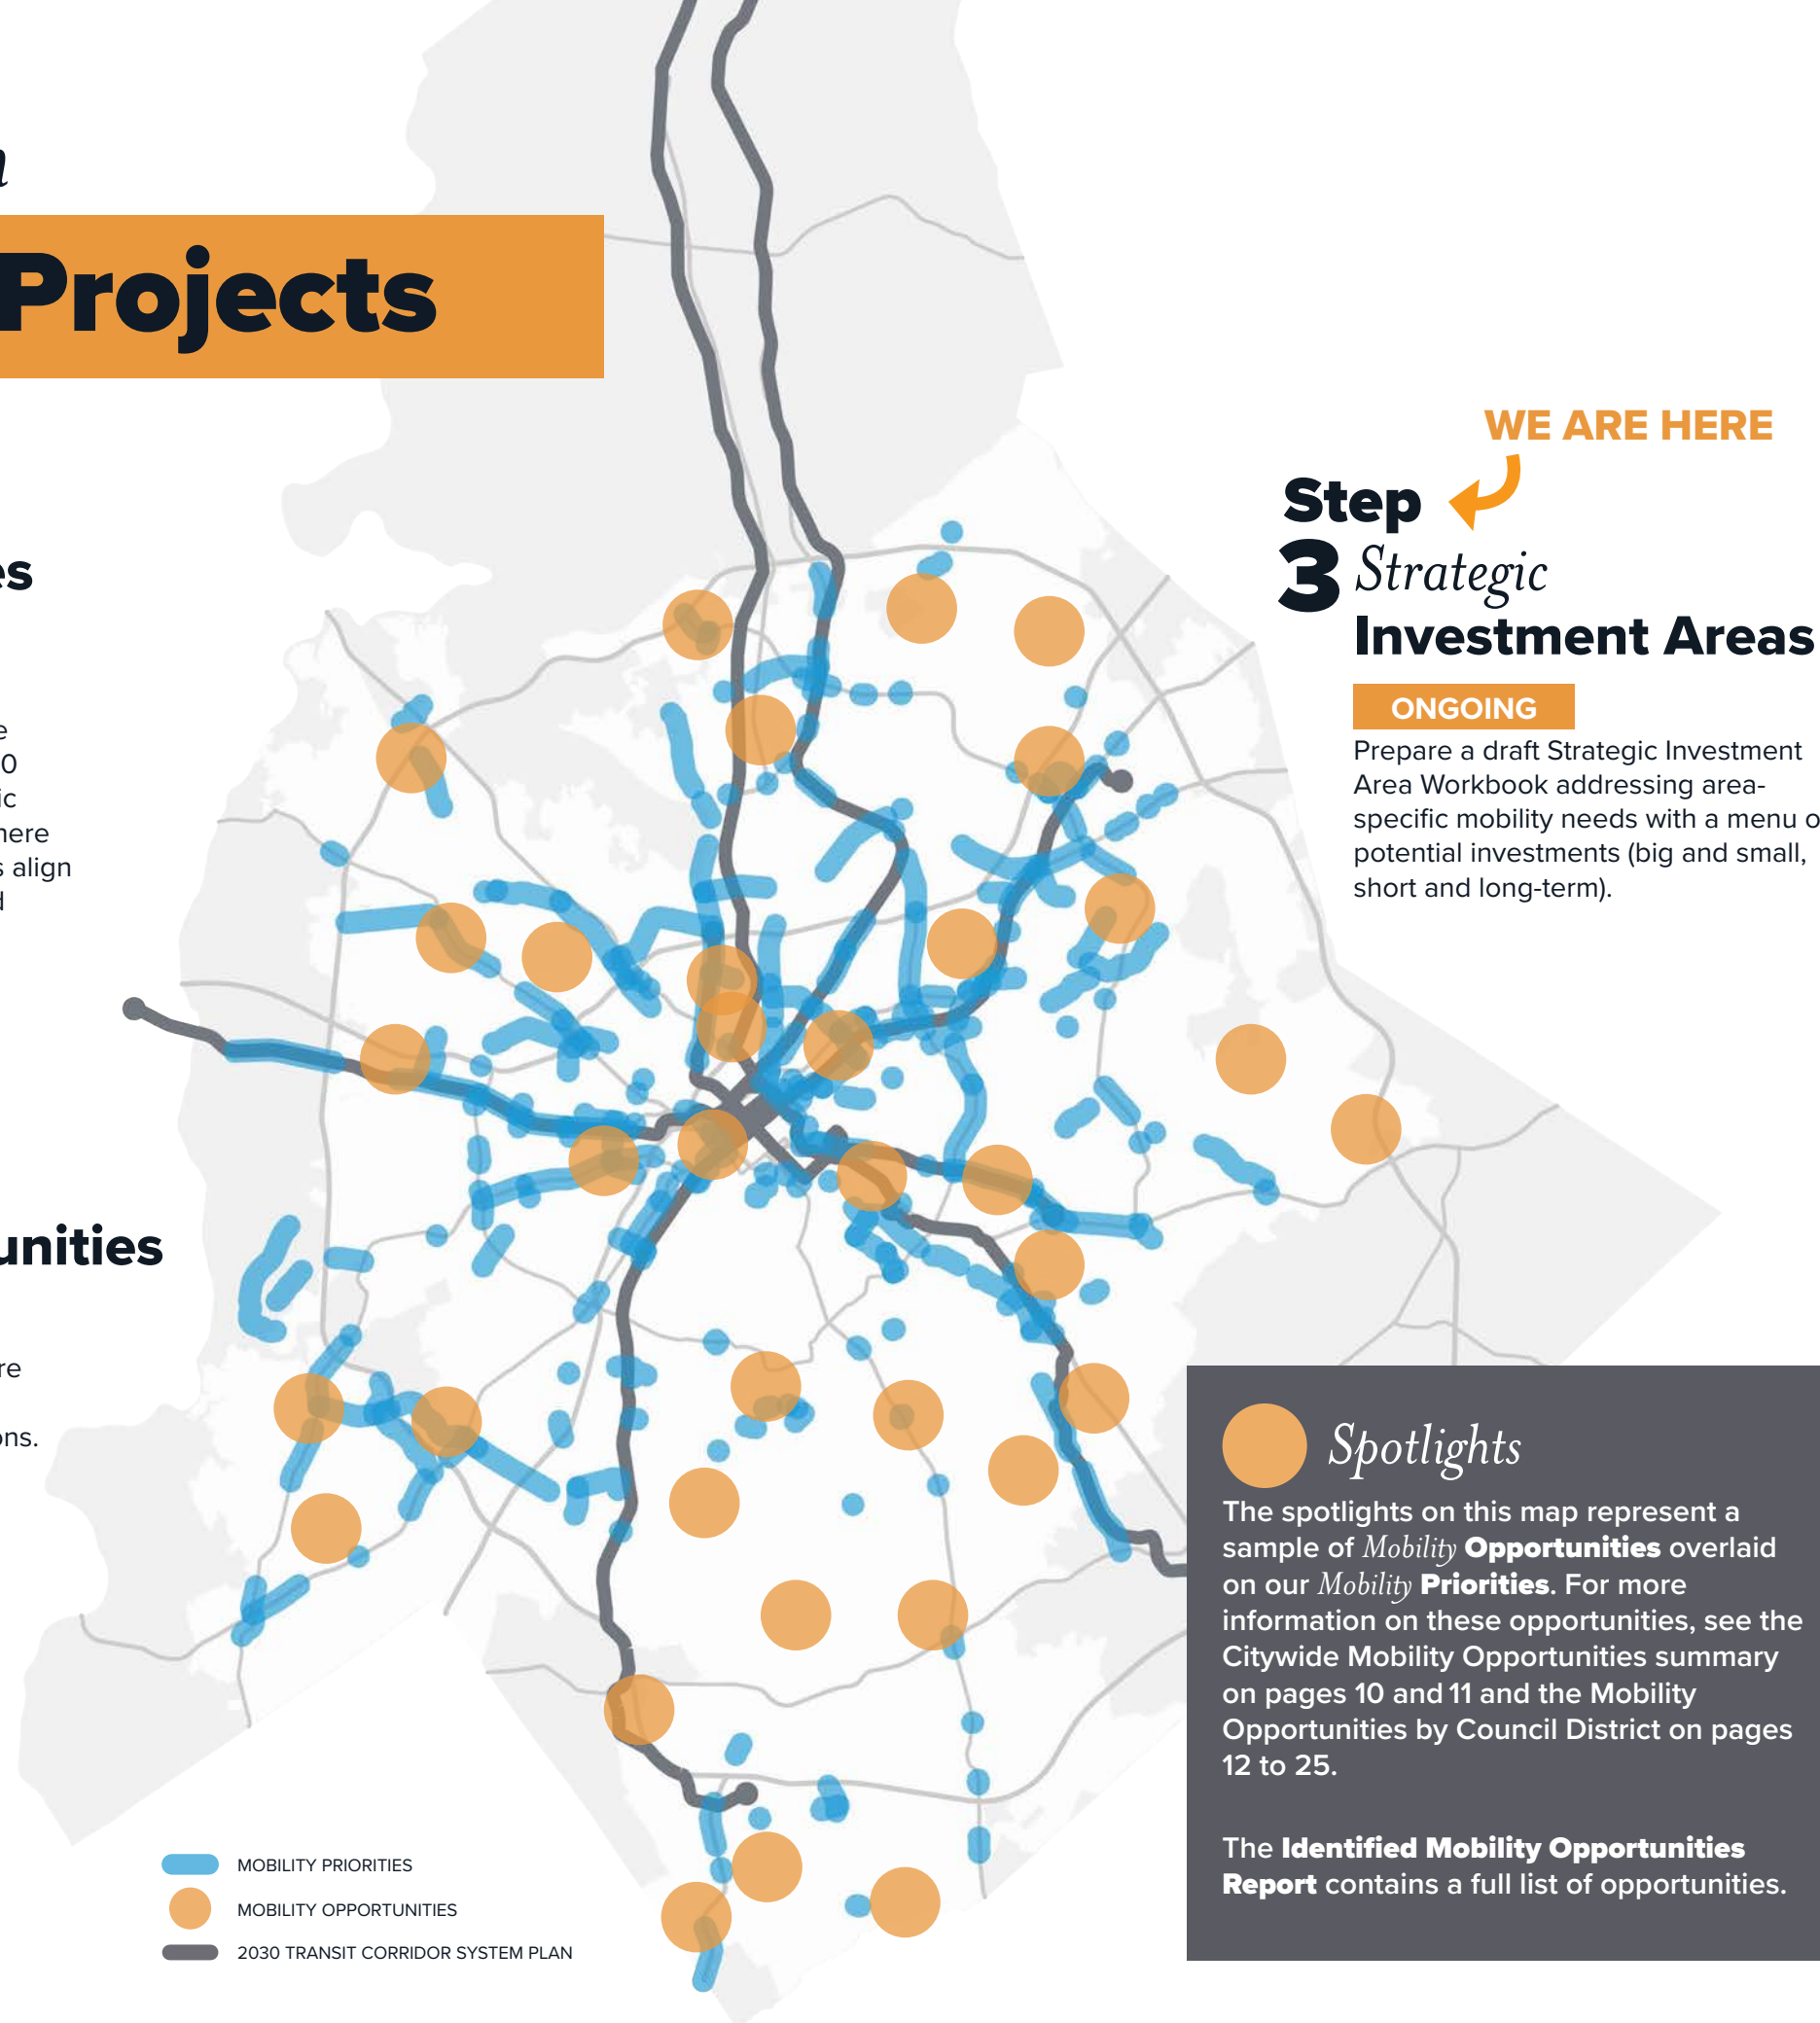 Projects
es
e
0
ic
here
s align
d
unities
re
ons.
WE ARE HERE
Step
3 Strategic
Investment Areas
ONGOING
Prepare a draft Strategic Investment
Area Workbook addressing area-
specific mobility needs with a menu o
potential investments (big and small,
short and long-term).
Spotlights
The spotlights on this map represent a
sample of Mobility Opportunities overlaid
on our Mobility Priorities. For more
information on these opportunities, see the
Citywide Mobility Opportunities summary
on pages 10 and 11 and the Mobility
Opportunities by Council District on pages
12 to 25.
The Identified Mobility Opportunities
Report contains a full list of opportunities.
MOBILITY PRIORITIES
MOBILITY OPPORTUNITIES
2030 TRANSIT CORRIDOR SYSTEM PLAN